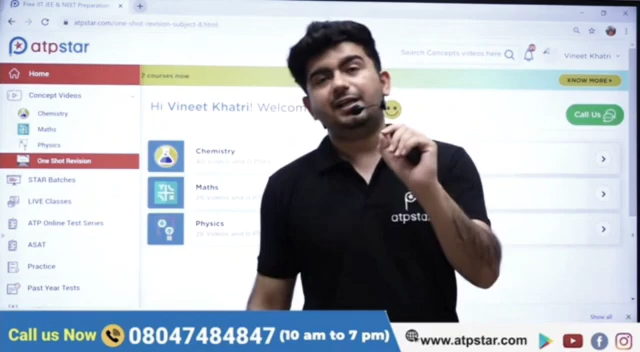 Free IIT JEE & NEET Preparation
atpstar.com/one-shot-revision-subject-d.html
atpstar
Search Concepts videos here
Vineet Khatri
Home
2 courses now.
KNOW MORE
Concept Videos
Hi Vineet Khatri! Welcom
Call Us
Chemistry
Maths
Physics
One Shot Revision
STAR Batches
LIVE Classes
ATP Online Test Series
ASAT
Practice
Past Year Tests
Chemistry
Maths
Physics
atpstar
Show all
Call us Now 08047484847 (10 am to 7 pm)
www.atpstar.com